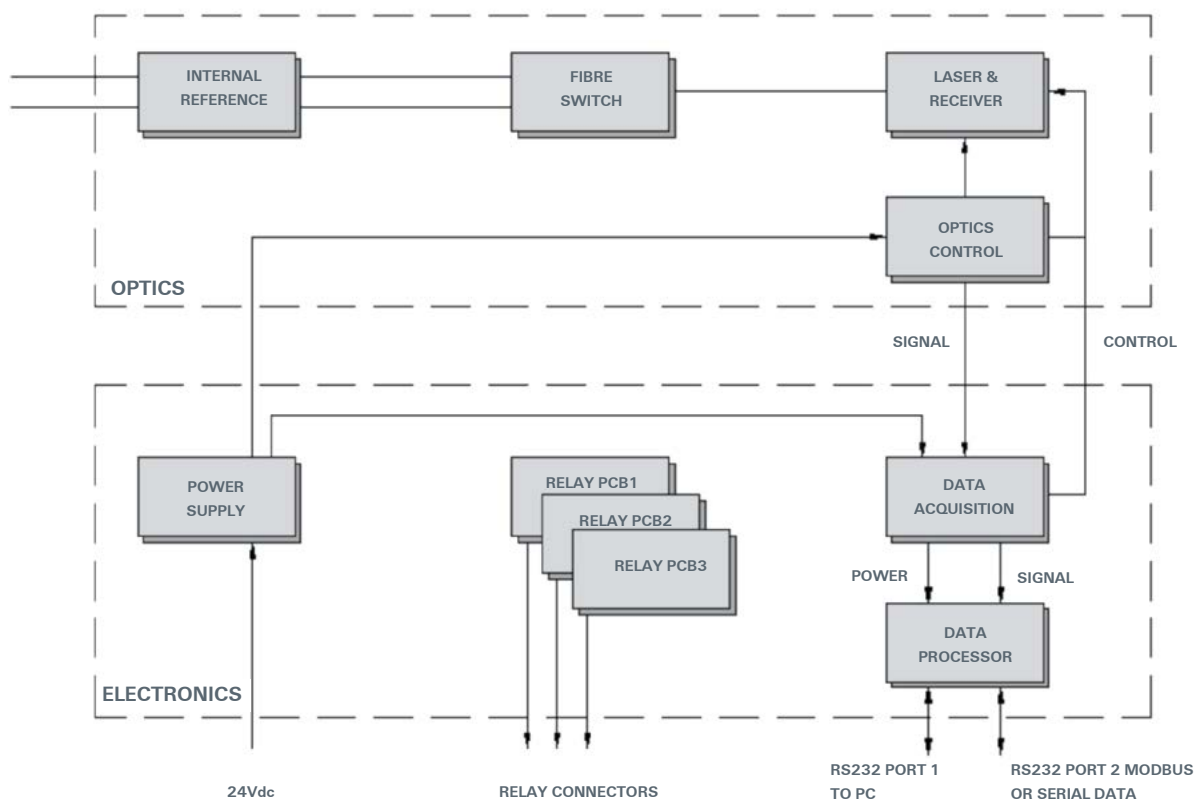 INTERNAL
REFERENCE
FIBRE
SWITCH
LASER &
RECEIVER
OPTICS
CONTROL
OPTICS
SIGNAL
CONTROL
POWER
SUPPLY
RELAY PCB1
RELAY PCB2
RELAY PCB3
DATA
ACQUISITION
POWER
SIGNAL
DATA
PROCESSOR
ELECTRONICS
24Vdc
RELAY CONNECTORS
RS232 PORT 1
TO PC
RS232 PORT 2 MODBUS
OR SERIAL DATA